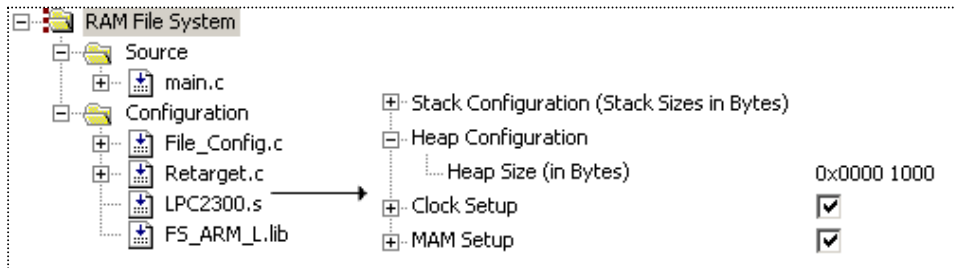 RAM File System
Source
main.c
Configuration
File_Config.c
Retarget.c
LPC2300.s
FS_ARM_L.lib
Stack Configuration (Stack Sizes in Bytes)
Heap Configuration
Heap Size (in Bytes) 0x0000 1000
Clock Setup
MAM Setup